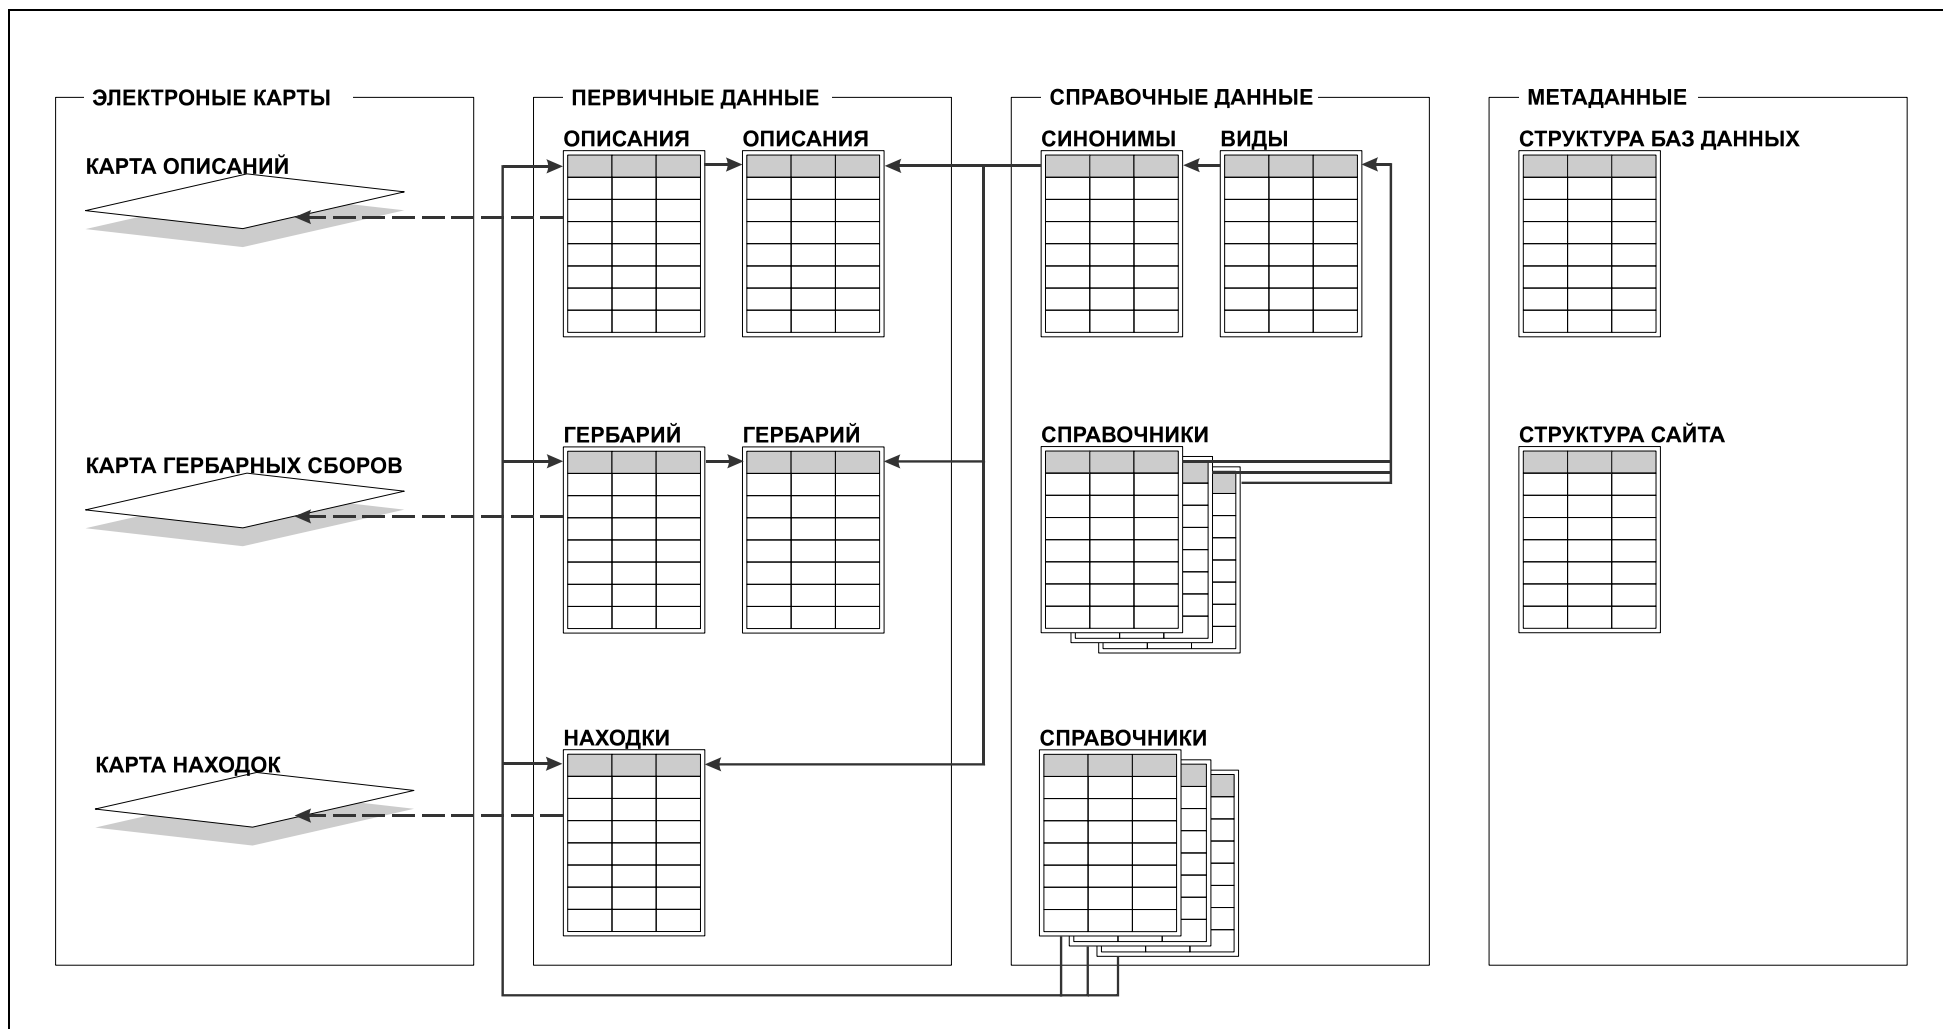 ЭЛЕКТРОНЫЕ КАРТЫ
КАРТА ОПИСАНИЙ
КАРТА ГЕРБАРНЫХ СБОРОВ
КАРТА НАХОДОК
ПЕРВИЧНЫЕ ДАННЫЕ
ОПИСАНИЯ
ОПИСАНИЯ
ГЕРБАРИЙ
ГЕРБАРИЙ
НАХОДКИ
СПРАВОЧНЫЕ ДАННЫЕ
СИНОНИМЫ
ВИДЫ
СПРАВОЧНИКИ
СПРАВОЧНИКИ
МЕТАДАННЫЕ
СТРУКТУРА БАЗ ДАННЫХ
СТРУКТУРА САЙТА